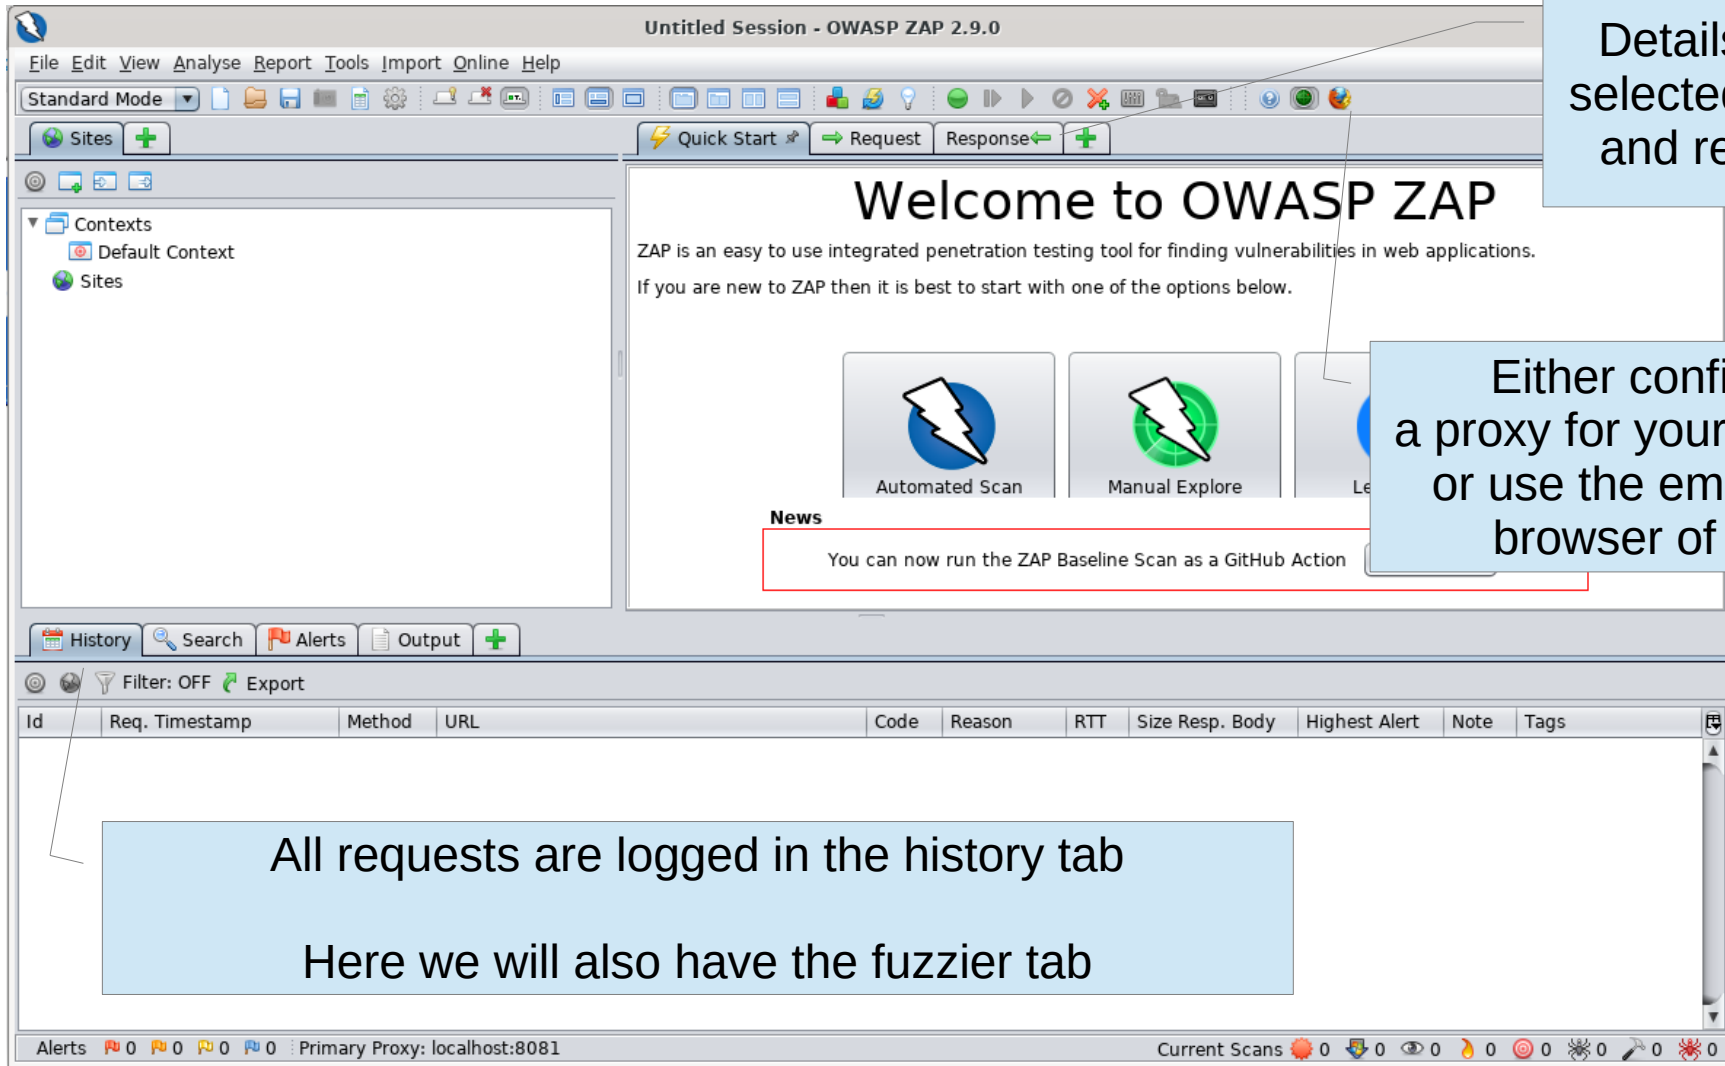 Untitled Session - OWASP ZAP 2.9.0
File Edit View Analyse Report Tools Import Online Help
Standard Mode
Sites
Quick Start
Request
Response
Contexts
Default Context
Sites
Welcome to OWASP ZAP
ZAP is an easy to use integrated penetration testing tool for finding vulnerabilities in web applications.
If you are new to ZAP then it is best to start with one of the options below.
Automated Scan
Manual Explore
News
You can now run the ZAP Baseline Scan as a GitHub Action
and
Either
a proxy for your
or use the
browser of
History
Search
Alerts
Output
Filter: OFF
Export
Id
Req. Timestamp
Method
URL
Code
Reason
RTT
Size Resp. Body
Highest Alert
Note
Tags
All requests are logged in the history tab
Here we will also have the fuzzier tab
Alerts 0 0 0 0 Primary Proxy: localhost:8081
Current Scans 0 0 0 0 0 0 0 0